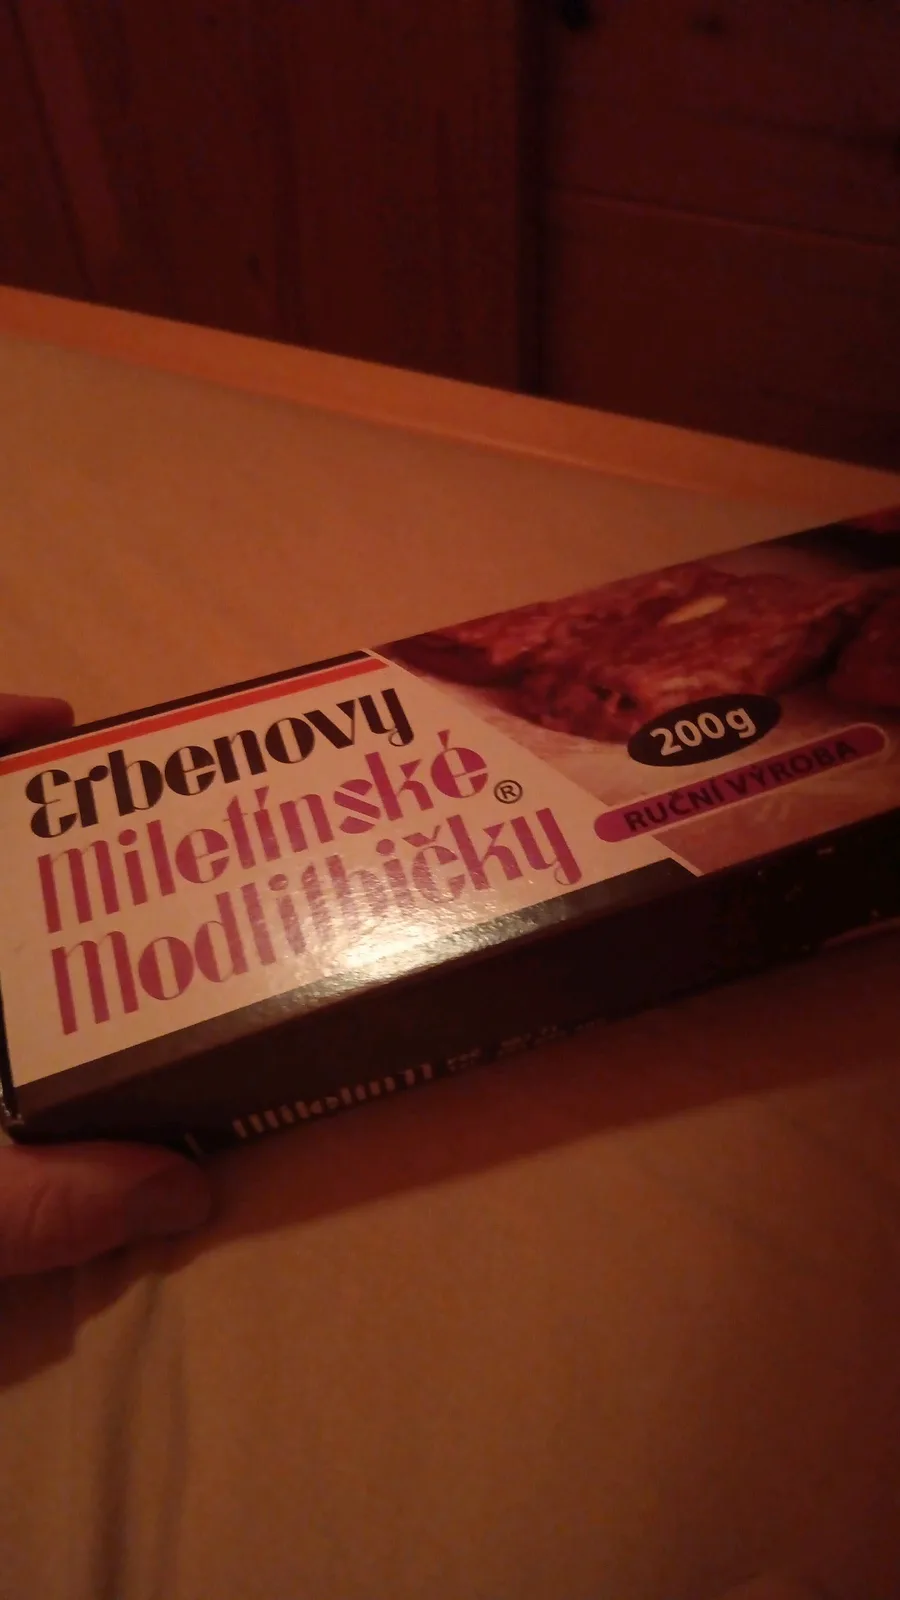 Erbenovy
Miletínské
Modlitbičky ®
200g
RUČNÍ VÝROBA